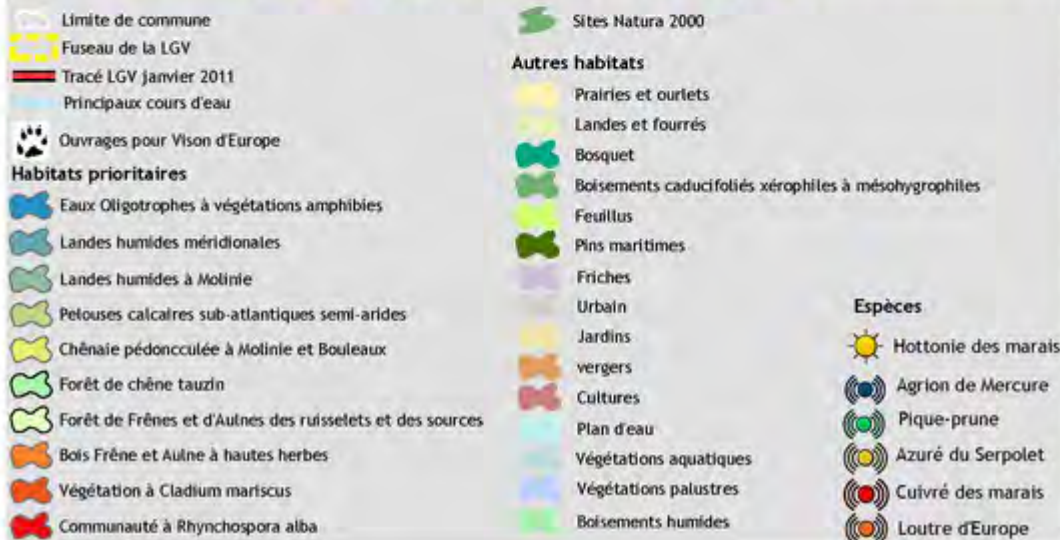 Limite de commune
Fuseau de la LGV
Tracé LGV janvier 2011
Principaux cours d'eau
Ouvrages pour Vison d'Europe
Habitats prioritaires
Eaux Oligotrophes à végétations amphibies
Landes humides méridionales
Landes humides à Molinie
Pelouses calcaires sub-atlantiques semi-arides
Chênaie pédoncculée à Molinie et Bouleaux
Forêt de chêne tauzin
Forêt de Frênes et d'Aulnes des ruisselets et des sources
Bois Frêne et Aulne à hautes herbes
Végétation à Cladium mariscus
Communauté à Rhynchospora alba
Sites Natura 2000
Autres habitats
Prairies et ourlets
Landes et fourrés
Bosquet
Boisements caducifoliés xérophiles à mésohygrophiles
Feuillus
Pins maritimes
Friches
Urbain
Jardins
vergers
Cultures
Plan d'eau
Végétations aquatiques
Végétations palustres
Boisements humides
Espèces
Hottonie des marais
Agrion de Mercure
Pique-prune
Azuré du Serpolet
Cuivré des marais
Loutre d'Europe